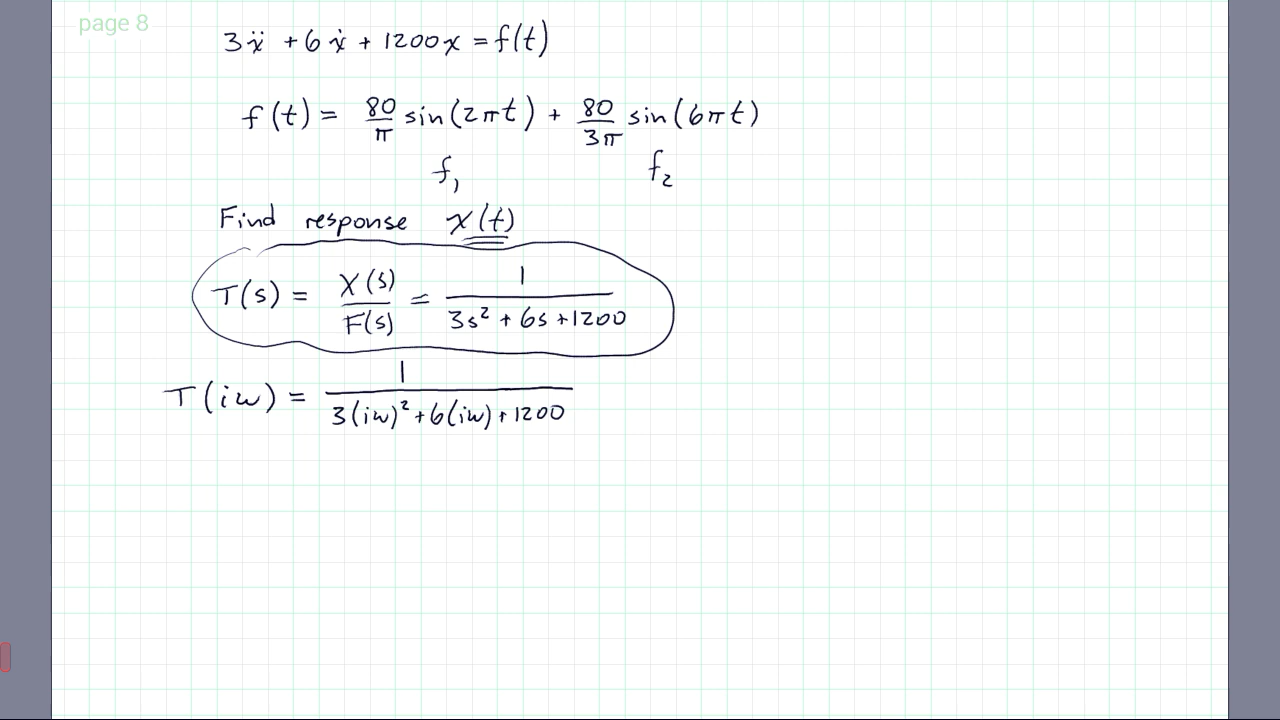 page 8
3ẍ + 6ẋ + 1200x = f(t)
f(t) = 80/π sin(2πt) + 80/3π sin(6πt)
f₁ f₂
Find response x(t)
T(s) = X(s)/F(s) = 1/(3s² + 6s + 1200)
T(iω) = 1/(3(iω)² + 6(iω) + 1200)